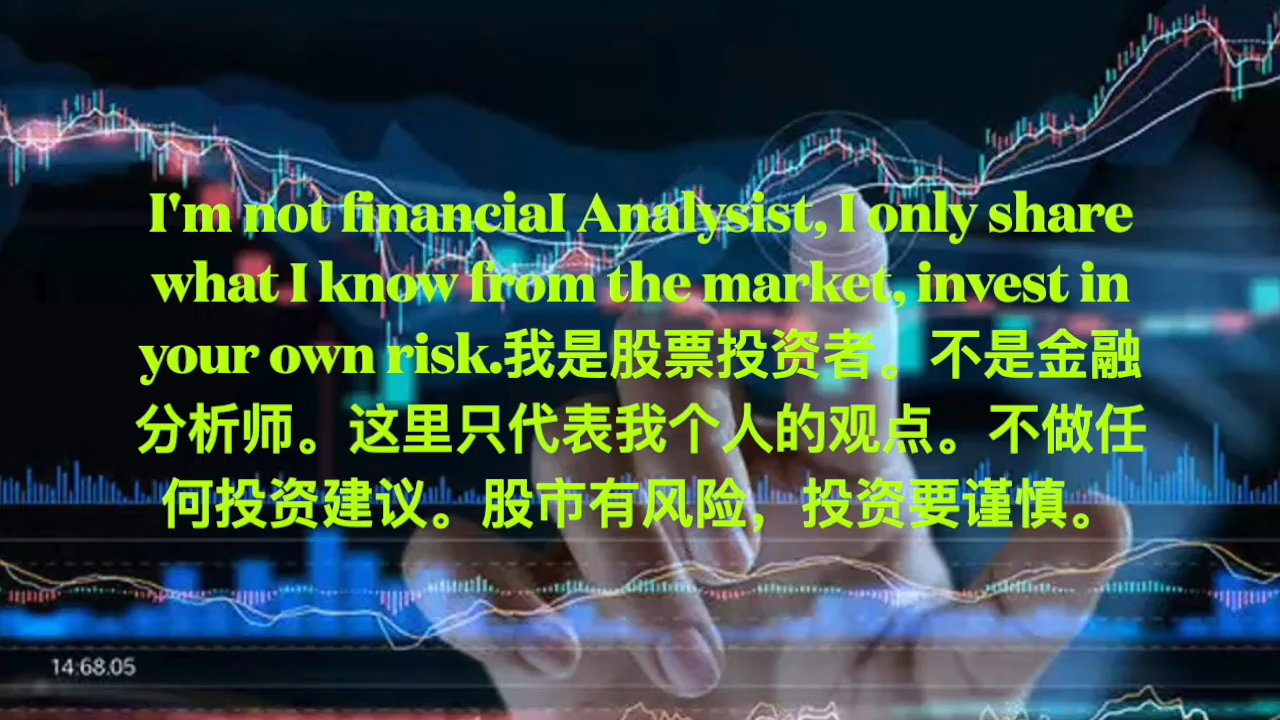 I'm not financial Analysist, I only share
what I know from the market, invest in
your own risk.我是股票投资者。不是金融
分析师。这里只代表我个人的观点。不做任
何投资建议。股市有风险，投资要谨慎。
14:68.05